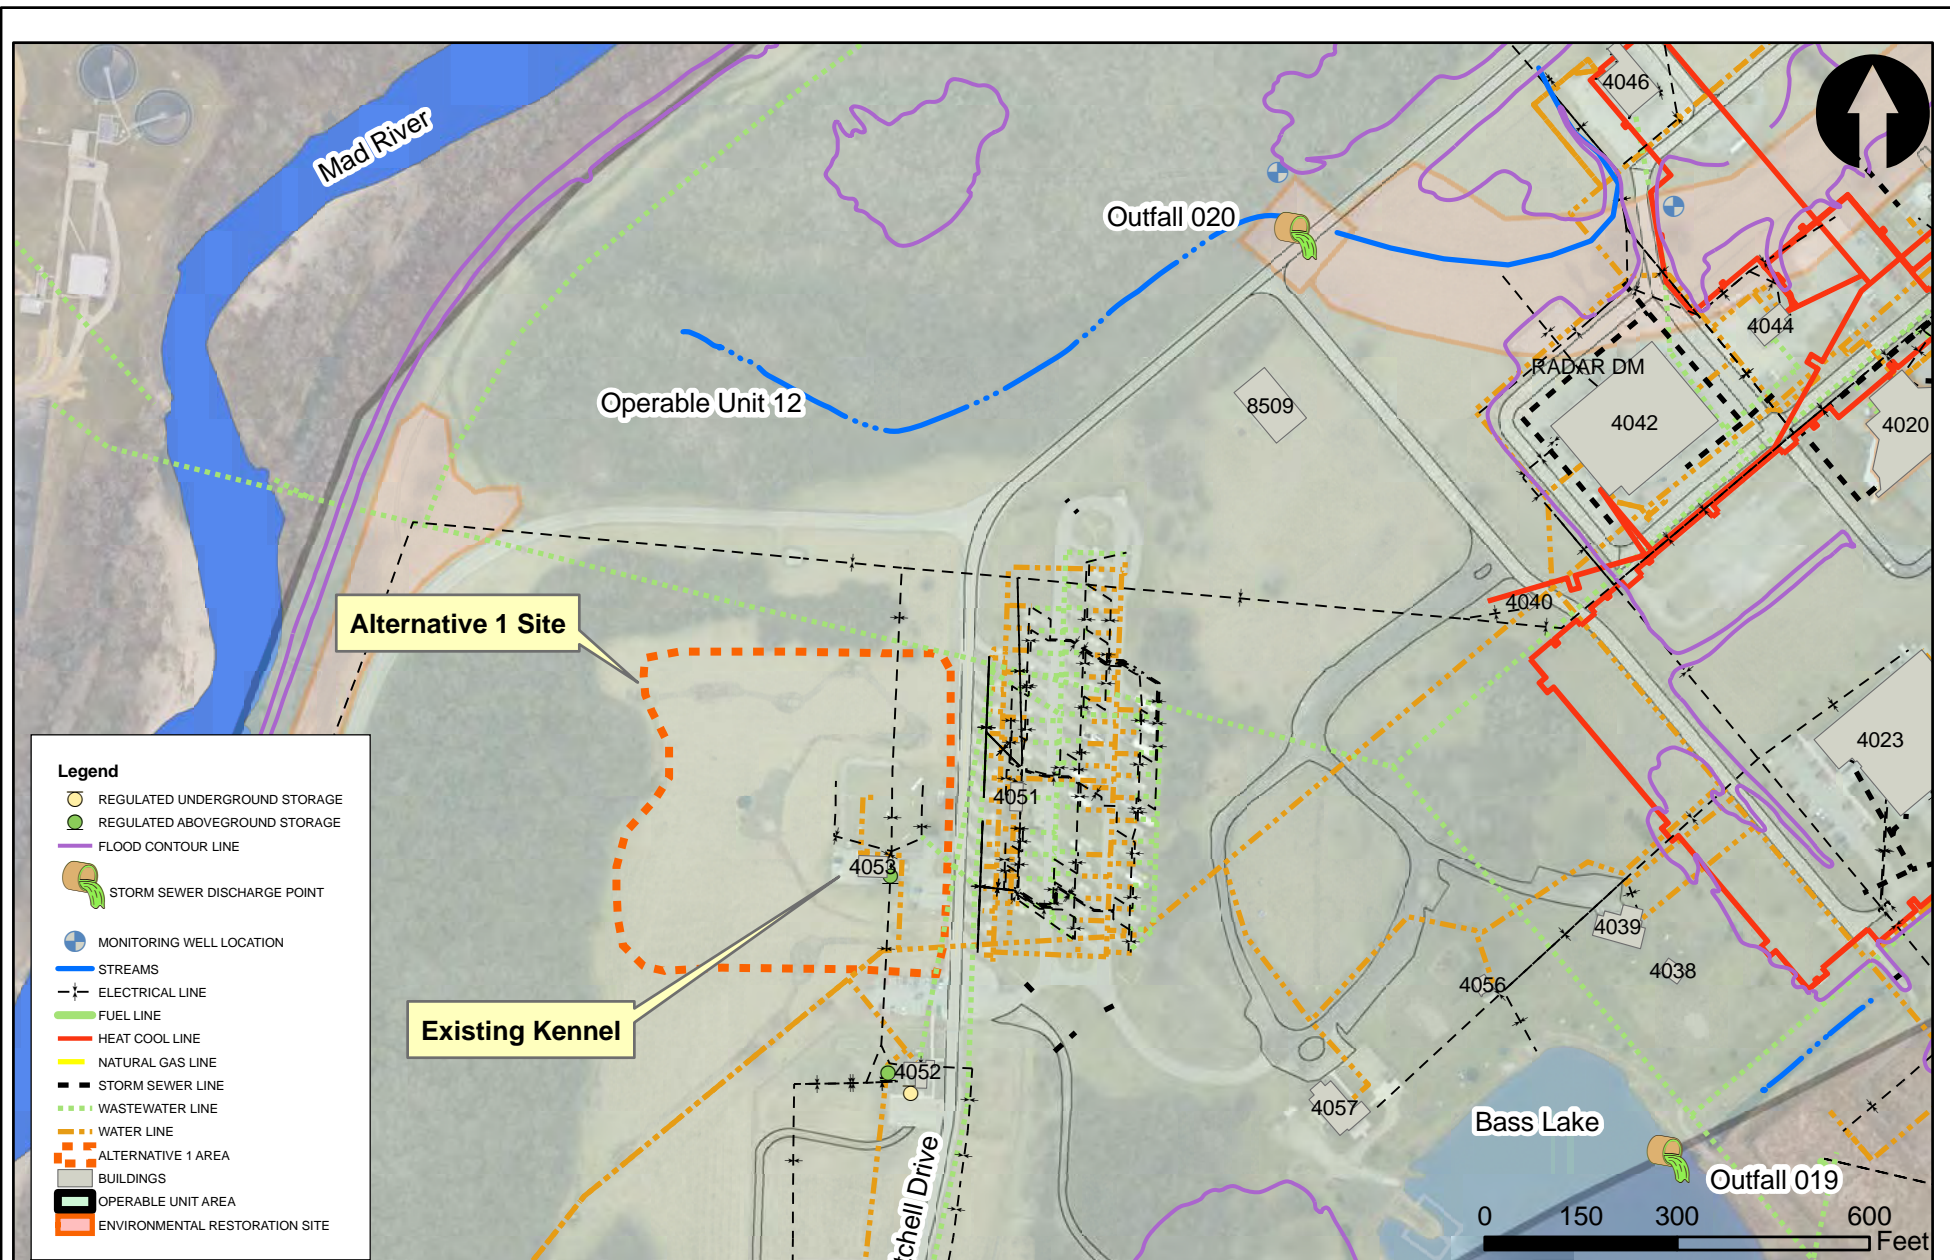 Mad River
4046
Outfall 020
4044
RADAR DM
Operable Unit 12
8509
4042
4020
Alternative 1 Site
4040
4023
4051
4053
4039
4038
4056
Existing Kennel
4052
4057
Bass Lake
Outfall 019
tchell Drive
0 150 300 600
Feet
Legend
REGULATED UNDERGROUND STORAGE
REGULATED ABOVEGROUND STORAGE
FLOOD CONTOUR LINE
STORM SEWER DISCHARGE POINT
MONITORING WELL LOCATION
STREAMS
ELECTRICAL LINE
FUEL LINE
HEAT COOL LINE
NATURAL GAS LINE
STORM SEWER LINE
WASTEWATER LINE
WATER LINE
ALTERNATIVE 1 AREA
BUILDINGS
OPERABLE UNIT AREA
ENVIRONMENTAL RESTORATION SITE